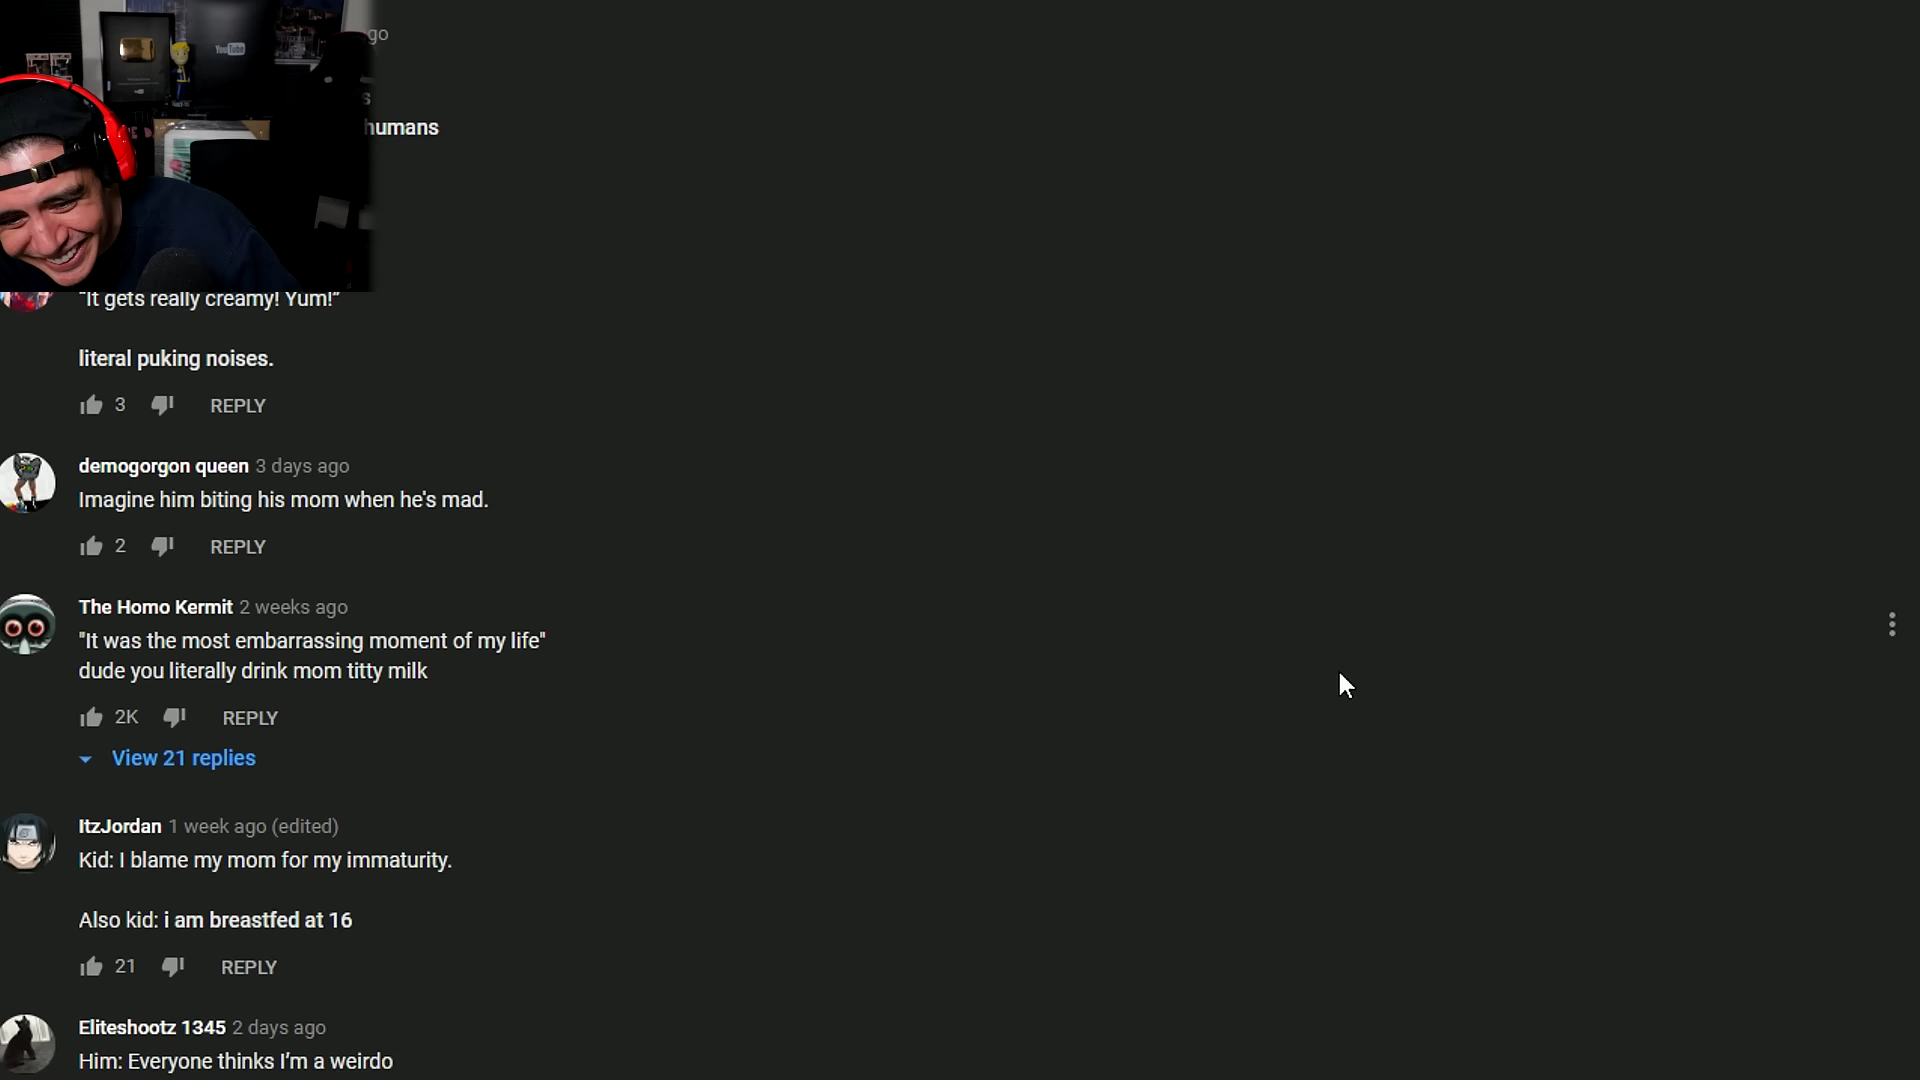 YouTube
go
s
humans
"It gets really creamy! Yum!"
literal puking noises.
3 REPLY
demogorgon queen 3 days ago
Imagine him biting his mom when he's mad.
2 REPLY
The Homo Kermit 2 weeks ago
"It was the most embarrassing moment of my life"
dude you literally drink mom titty milk
2K REPLY
View 21 replies
ItzJordan 1 week ago (edited)
Kid: I blame my mom for my immaturity.
Also kid: i am breastfed at 16
21 REPLY
Eliteshootz 1345 2 days ago
Him: Everyone thinks I'm a weirdo